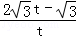 (2√3 t − √3)/t